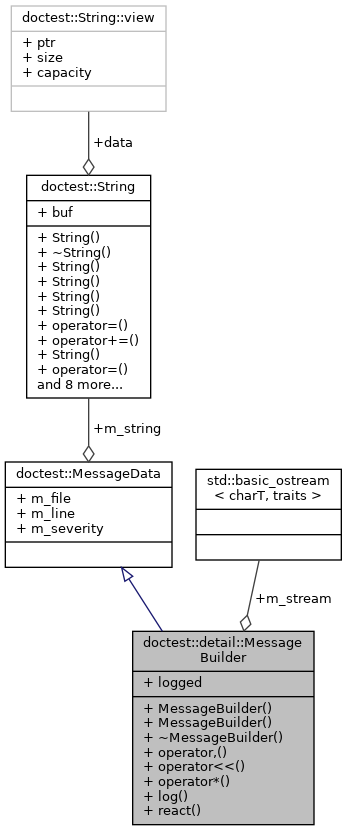 doctest::String::view
+ ptr
+ size
+ capacity
+data
doctest::String
+ buf
+ String()
+ ~String()
+ String()
+ String()
+ String()
+ String()
+ operator=()
+ operator+=()
+ String()
+ operator=()
and 8 more...
+m_string
doctest::MessageData
+ m_file
+ m_line
+ m_severity
std::basic_ostream
< charT, traits >
+m_stream
doctest::detail::Message
Builder
+ logged
+ MessageBuilder()
+ MessageBuilder()
+ ~MessageBuilder()
+ operator,()
+ operator<<()
+ operator*()
+ log()
+ react()